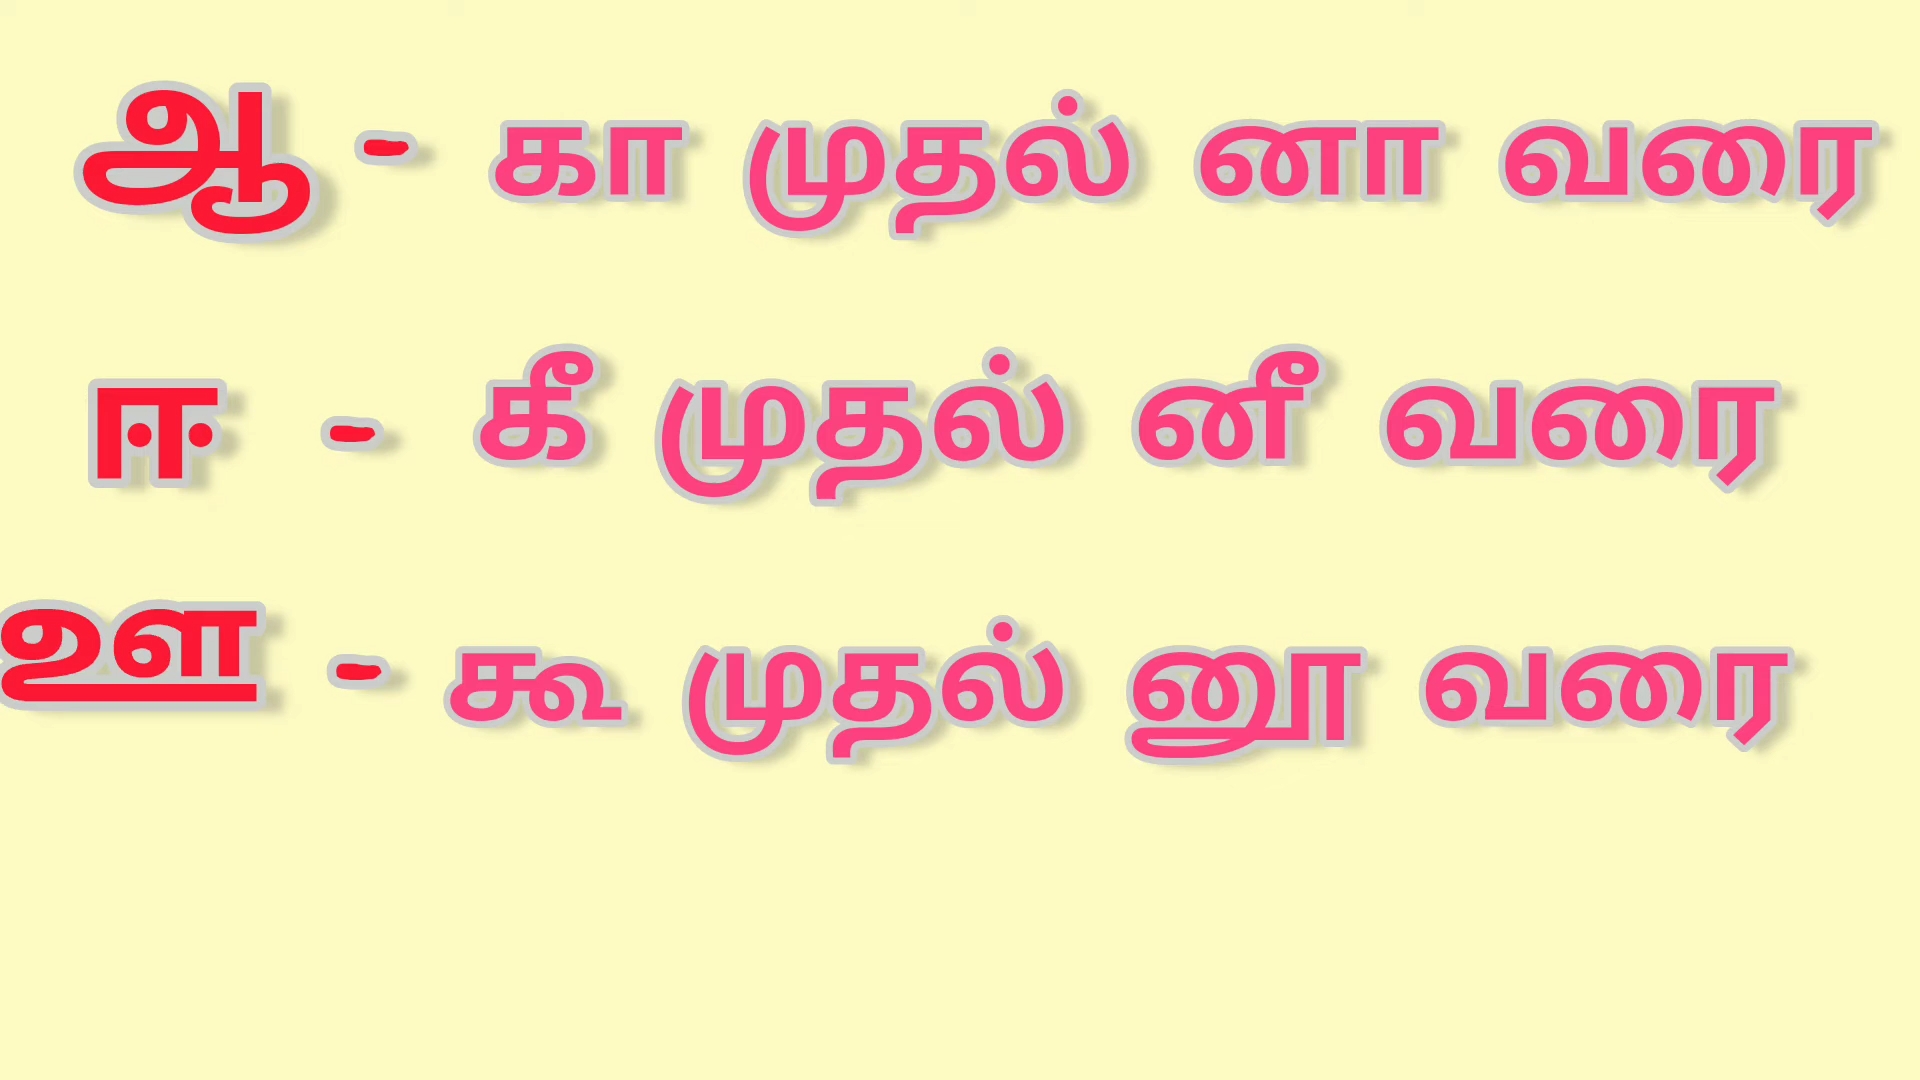 ஆ - கா முதல் னா வரை
ஈ - கீ முதல் னீ வரை
ஊ - கூ முதல் னூ வரை